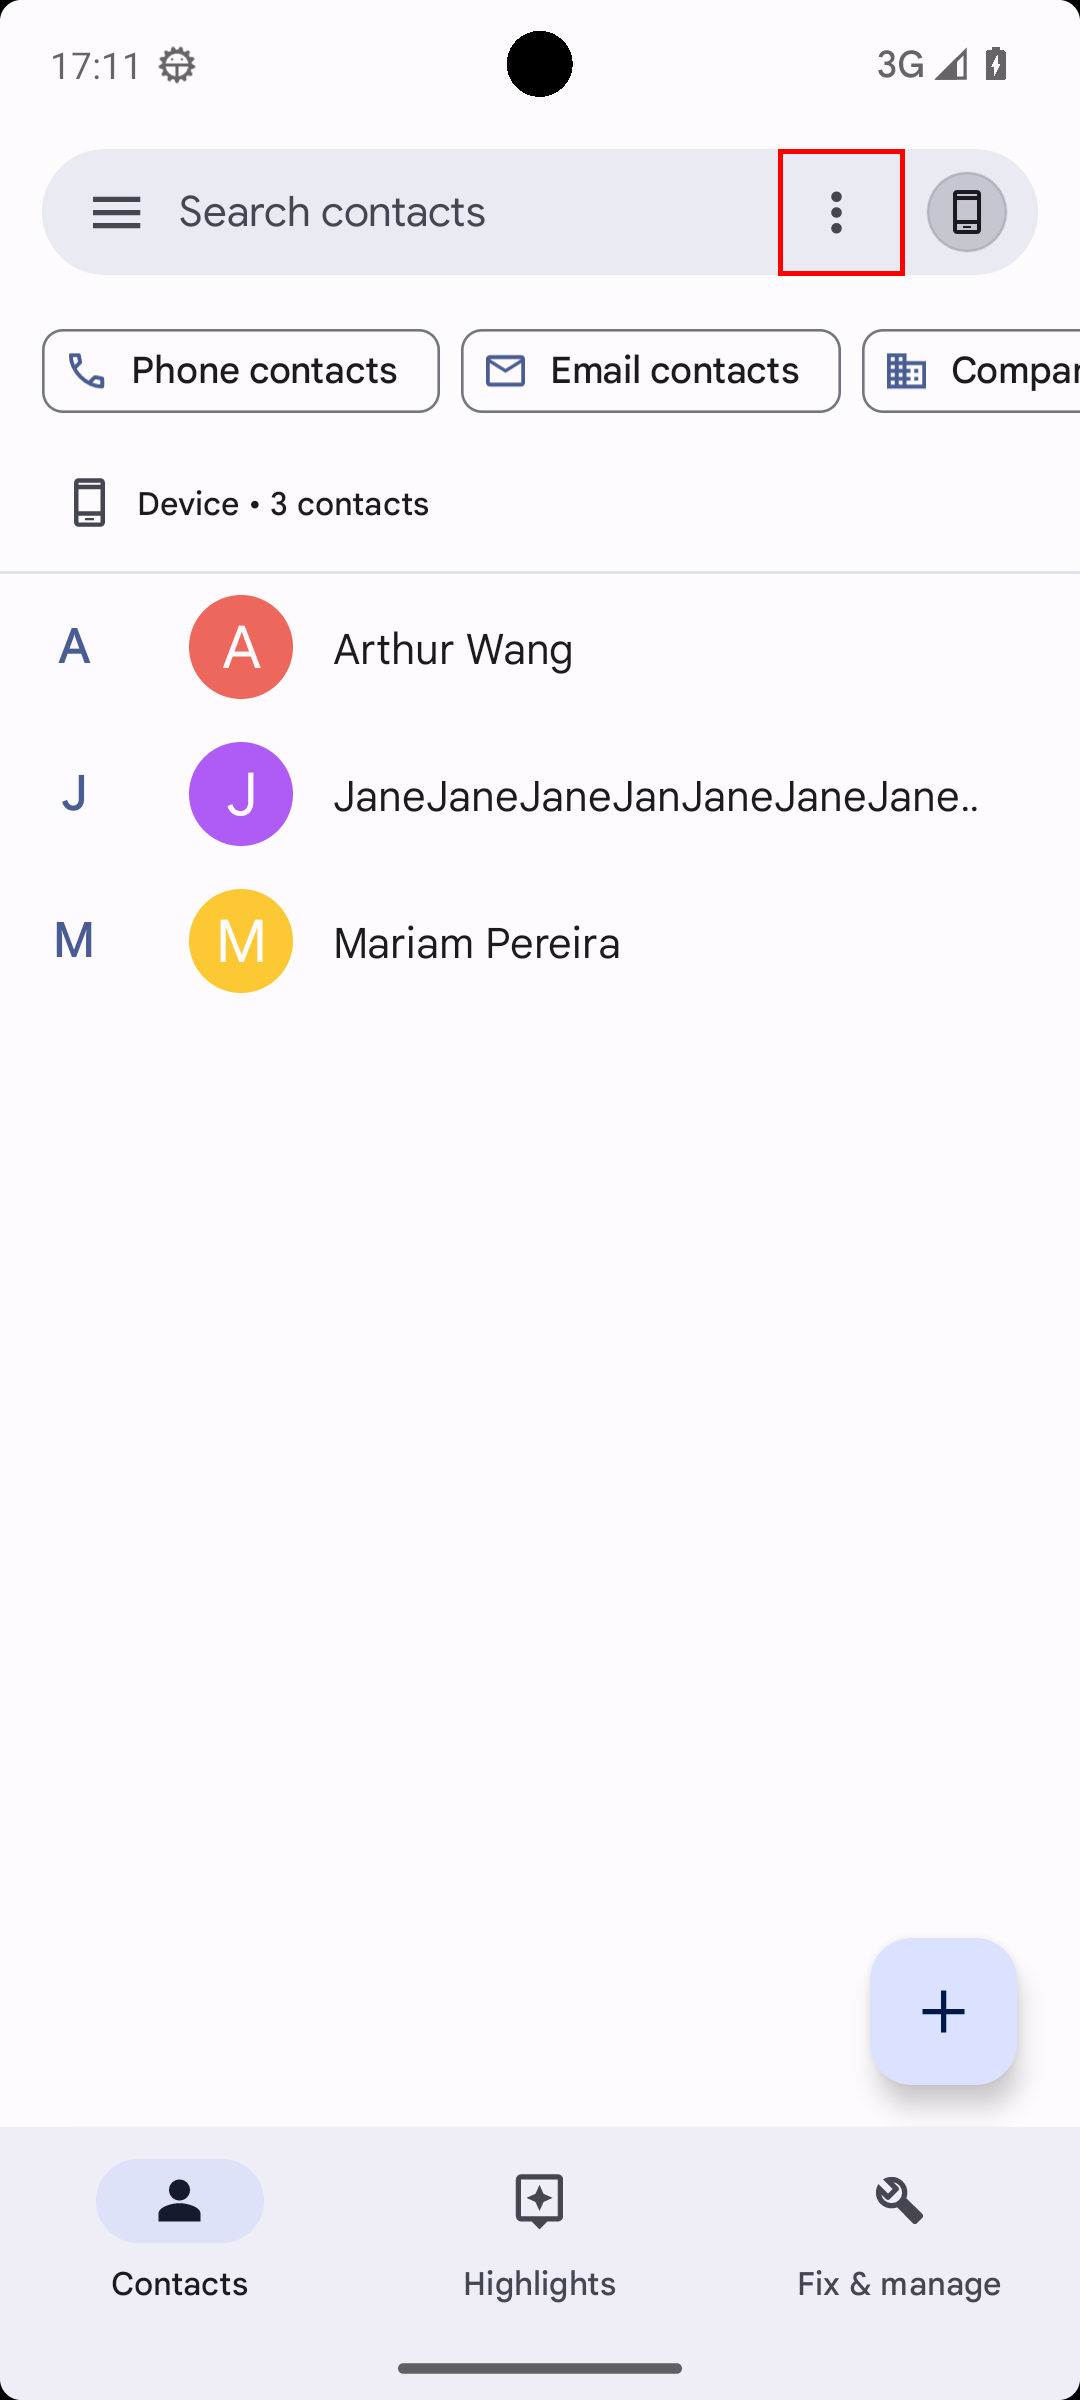 17:11
3G
Search contacts
Phone contacts
Email contacts
Compar
Device • 3 contacts
A
A
Arthur Wang
J
J
JaneJaneJaneJanJaneJaneJane..
M
M
Mariam Pereira
Contacts
Highlights
Fix & manage